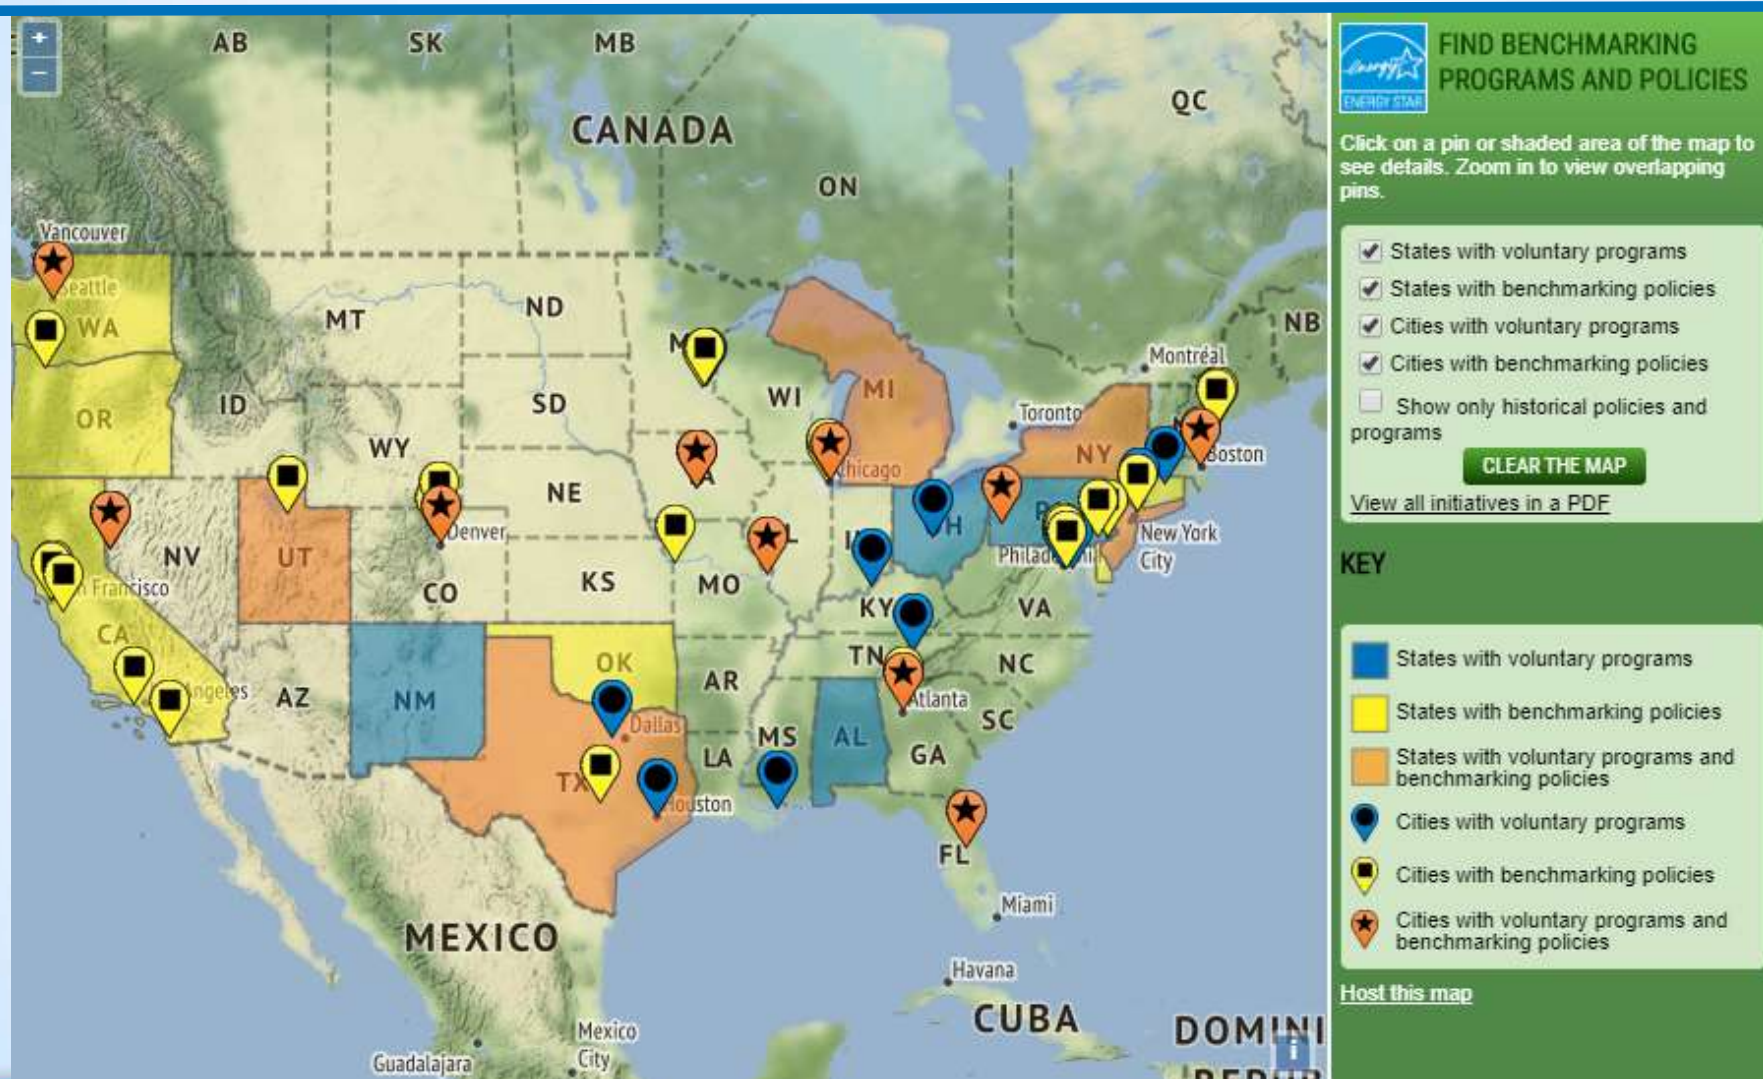 +
−
AB
SK
MB
QC
CANADA
ON
NB
Vancouver
Seattle
WA
MT
ND
OR
ID
SD
WI
MI
Montréal
Toronto
WY
NY
Boston
Chicago
NE
Denver
NV
UT
CO
KS
MO
New York
City
KY
VA
CA
OK
TN
NC
AR
AZ
NM
Atlanta
SC
Dallas
MS
AL
GA
LA
TX
Houston
FL
Miami
MEXICO
Havana
CUBA
Mexico
City
Guadalajara
DOMINI
i
energy
ENERGY STAR
FIND BENCHMARKING
PROGRAMS AND POLICIES
Click on a pin or shaded area of the map to
see details. Zoom in to view overlapping
pins.
States with voluntary programs
States with benchmarking policies
Cities with voluntary programs
Cities with benchmarking policies
Show only historical policies and
programs
CLEAR THE MAP
View all initiatives in a PDF
KEY
States with voluntary programs
States with benchmarking policies
States with voluntary programs and
benchmarking policies
Cities with voluntary programs
Cities with benchmarking policies
Cities with voluntary programs and
benchmarking policies
Host this map